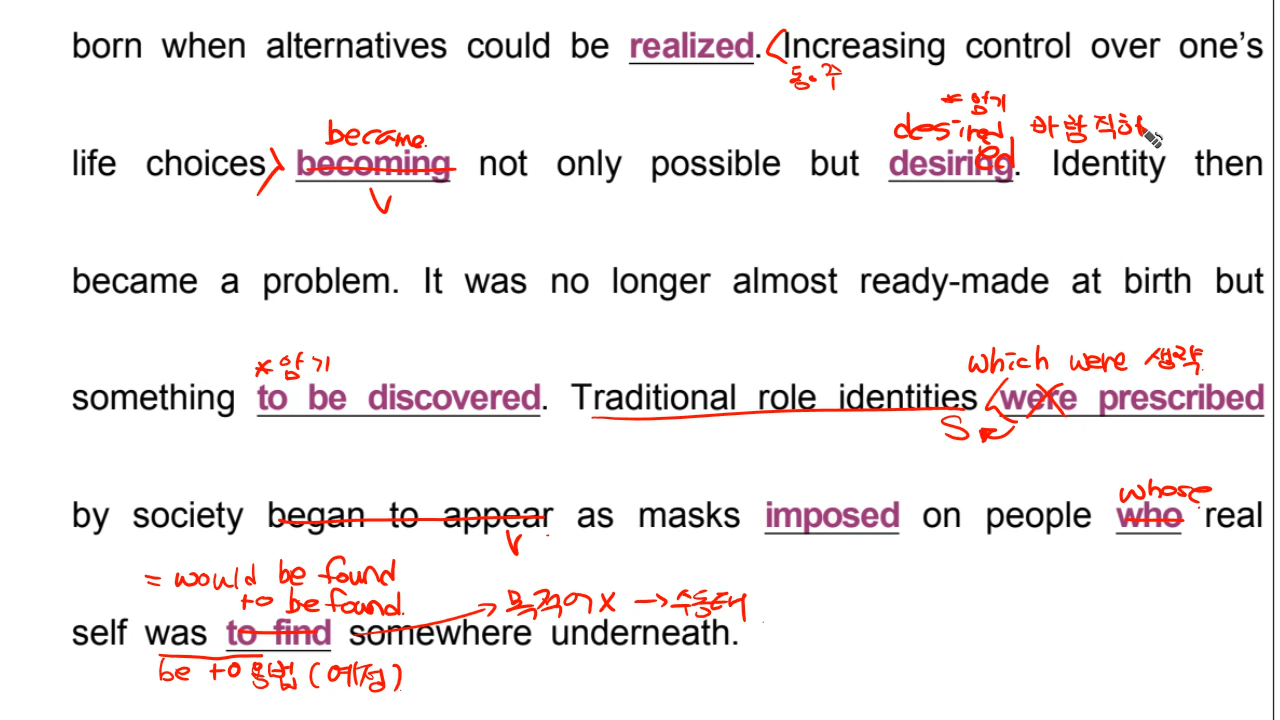 born when alternatives could be realized. Increasing control over one's
동.주
* 암기
became desired 바람직하
life choices becoming not only possible but desiring. Identity then
ed
V
became a problem. It was no longer almost ready-made at birth but
* 암기 which were 생략
something to be discovered. Traditional role identities were prescribed
S
whose
by society began to appear as masks imposed on people who real
V
= would be found
to be found → 목적어 X → 수동태
self was to find somewhere underneath.
be to 용법 (예정)